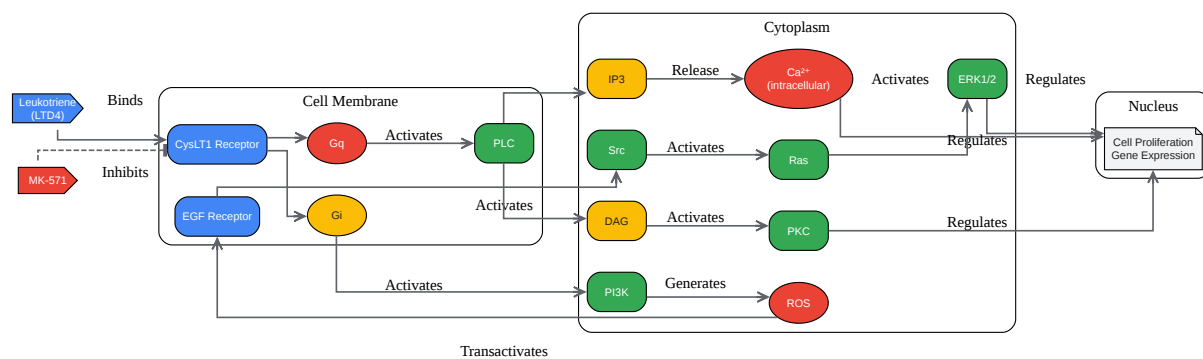 Cytoplasm
IP3
Release
Ca²⁺
(intracellular)
Activates
ERK1/2
Regulates
Leukotriene
(LTD4)
Binds
Cell Membrane
Nucleus
CysLT1 Receptor
Gq
Activates
PLC
Src
Activates
Ras
Regulates
Cell Proliferation
Gene Expression
MK-571
Inhibits
EGF Receptor
Gi
Activates
DAG
Activates
PKC
Regulates
Activates
PI3K
Generates
ROS
Transactivates